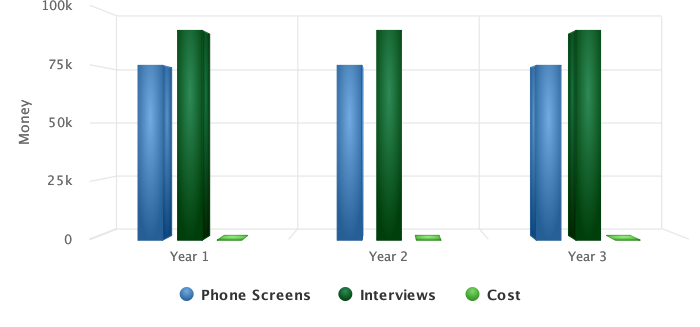 100k
75k
50k
25k
0
Money
Year 1 Year 2 Year 3
Phone Screens Interviews Cost